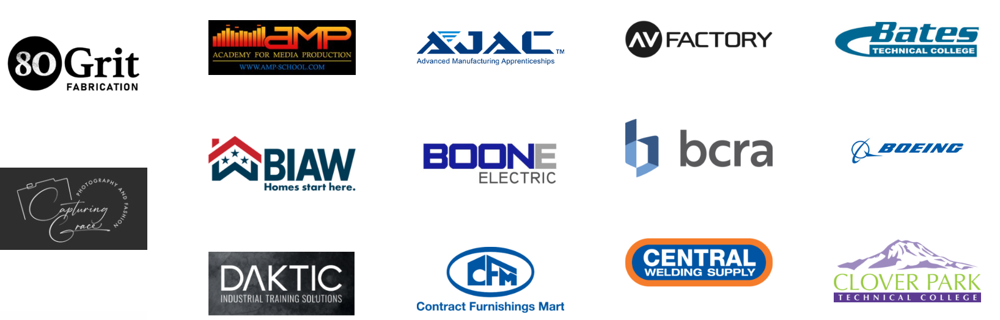 80 Grit
FABRICATION
AMP
ACADEMY FOR MEDIA PRODUCTION
WWW.AMP-SCHOOL.COM
AJAC™
Advanced Manufacturing Apprenticeships
AV FACTORY
Bates
TECHNICAL COLLEGE
PHOTOGRAPHY AND FASHION
Capturing
Grace
BIAW
Homes start here.
BOONE
ELECTRIC
b bcra
BOEING
DAKTIC
INDUSTRIAL TRAINING SOLUTIONS
CFM
Contract Furnishings Mart
CENTRAL
WELDING SUPPLY
CLOVER PARK
TECHNICAL COLLEGE